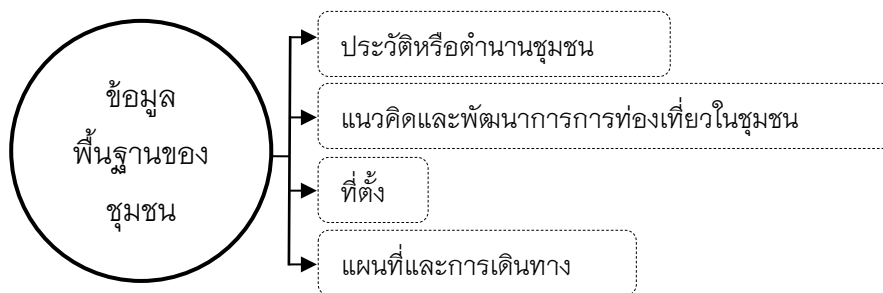 ข้อมูล
พื้นฐานของ
ชุมชน
ประวัติหรือตำนานชุมชน
แนวคิดและพัฒนาการการท่องเที่ยวในชุมชน
ที่ตั้ง
แผนที่และการเดินทาง